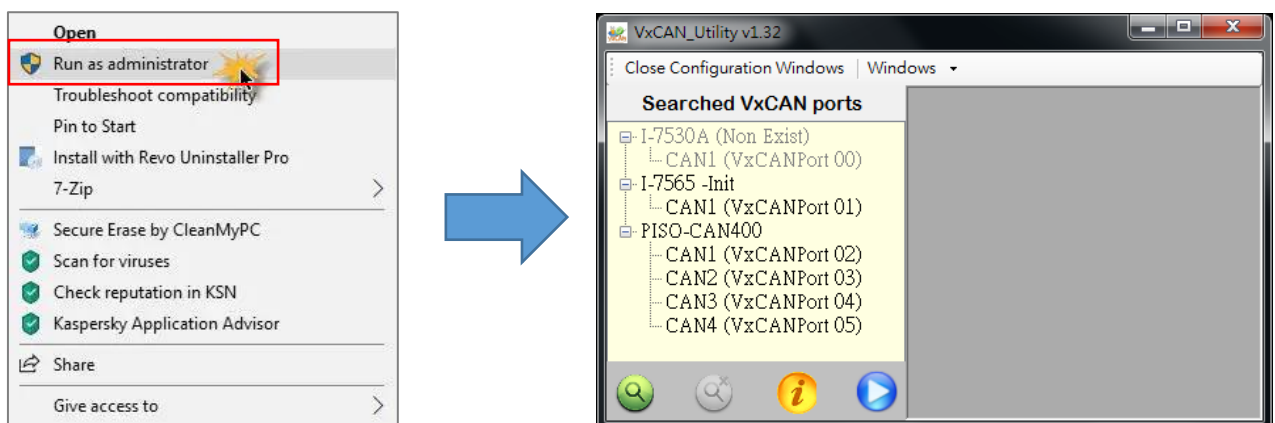 Open
Run as administrator
Troubleshoot compatibility
Pin to Start
Install with Revo Uninstaller Pro
7-Zip
Secure Erase by CleanMyPC
Scan for viruses
Check reputation in KSN
Kaspersky Application Advisor
Share
Give access to
VxCAN_Utility v1.32
Close Configuration Windows Windows
Searched VxCAN ports
I-7530A (Non Exist)
CAN1 (VxCANPort 00)
I-7565 -Init
CAN1 (VxCANPort 01)
PISO-CAN400
CAN1 (VxCANPort 02)
CAN2 (VxCANPort 03)
CAN3 (VxCANPort 04)
CAN4 (VxCANPort 05)